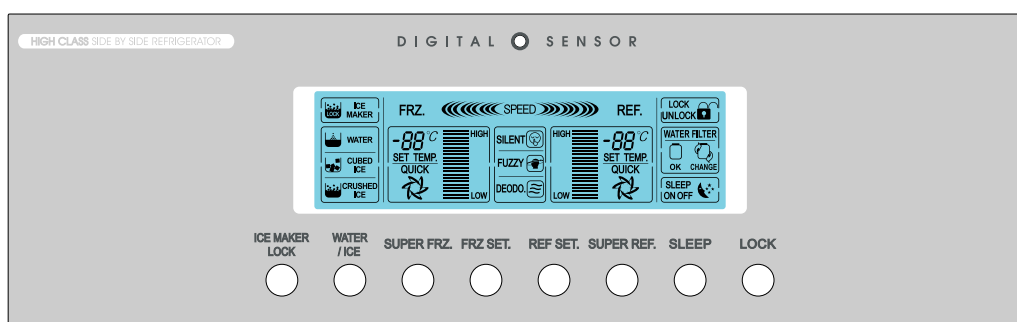 HIGH CLASS SIDE BY SIDE REFRIGERATOR
DIGITAL SENSOR
ICE
MAKER
LOCK
WATER
CUBED
ICE
CRUSHED
ICE
FRZ.
SPEED
REF.
-88°C
SET TEMP.
QUICK
HIGH
LOW
SILENT
FUZZY
DEODO.
HIGH
LOW
-88°C
SET TEMP.
QUICK
LOCK
UNLOCK
WATER FILTER
OK CHANGE
SLEEP
ON OFF
ICE MAKER
LOCK
WATER
/ ICE
SUPER FRZ.
FRZ SET.
REF SET.
SUPER REF.
SLEEP
LOCK